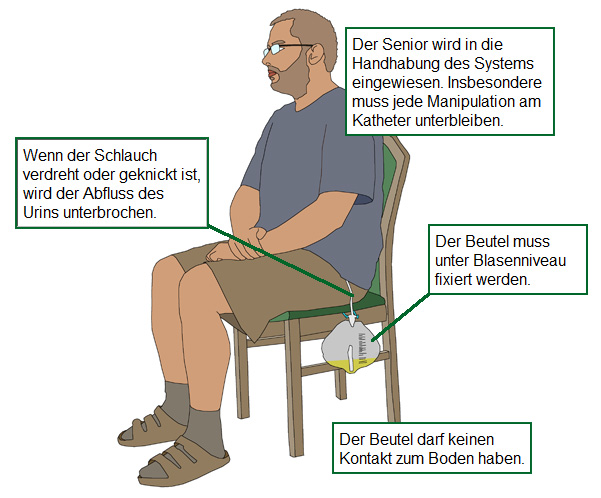 Der Senior wird in die
Handhabung des Systems
eingewiesen. Insbesondere
muss jede Manipulation am
Katheter unterbleiben.
Wenn der Schlauch
verdreht oder geknickt ist,
wird der Abfluss des
Urins unterbrochen.
Der Beutel muss
unter Blasenniveau
fixiert werden.
Der Beutel darf keinen
Kontakt zum Boden haben.